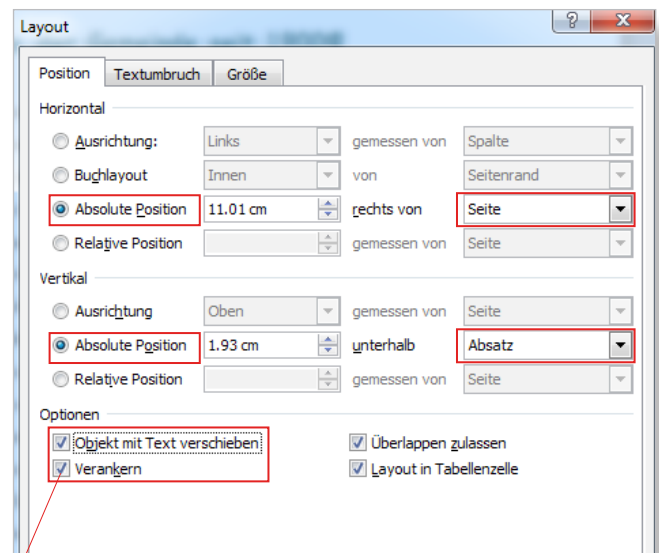 Layout
Position Textumbruch Größe
Horizontal
Ausrichtung: Links gemessen von Spalte
Buchlayout Innen von Seitenrand
Absolute Position 11.01 cm rechts von Seite
Relative Position gemessen von Seite
Vertikal
Ausrichtung Oben gemessen von Seite
Absolute Position 1.93 cm unterhalb Absatz
Relative Position gemessen von Seite
Optionen
Objekt mit Text verschieben Überlappen zulassen
Verankern Layout in Tabellenzelle